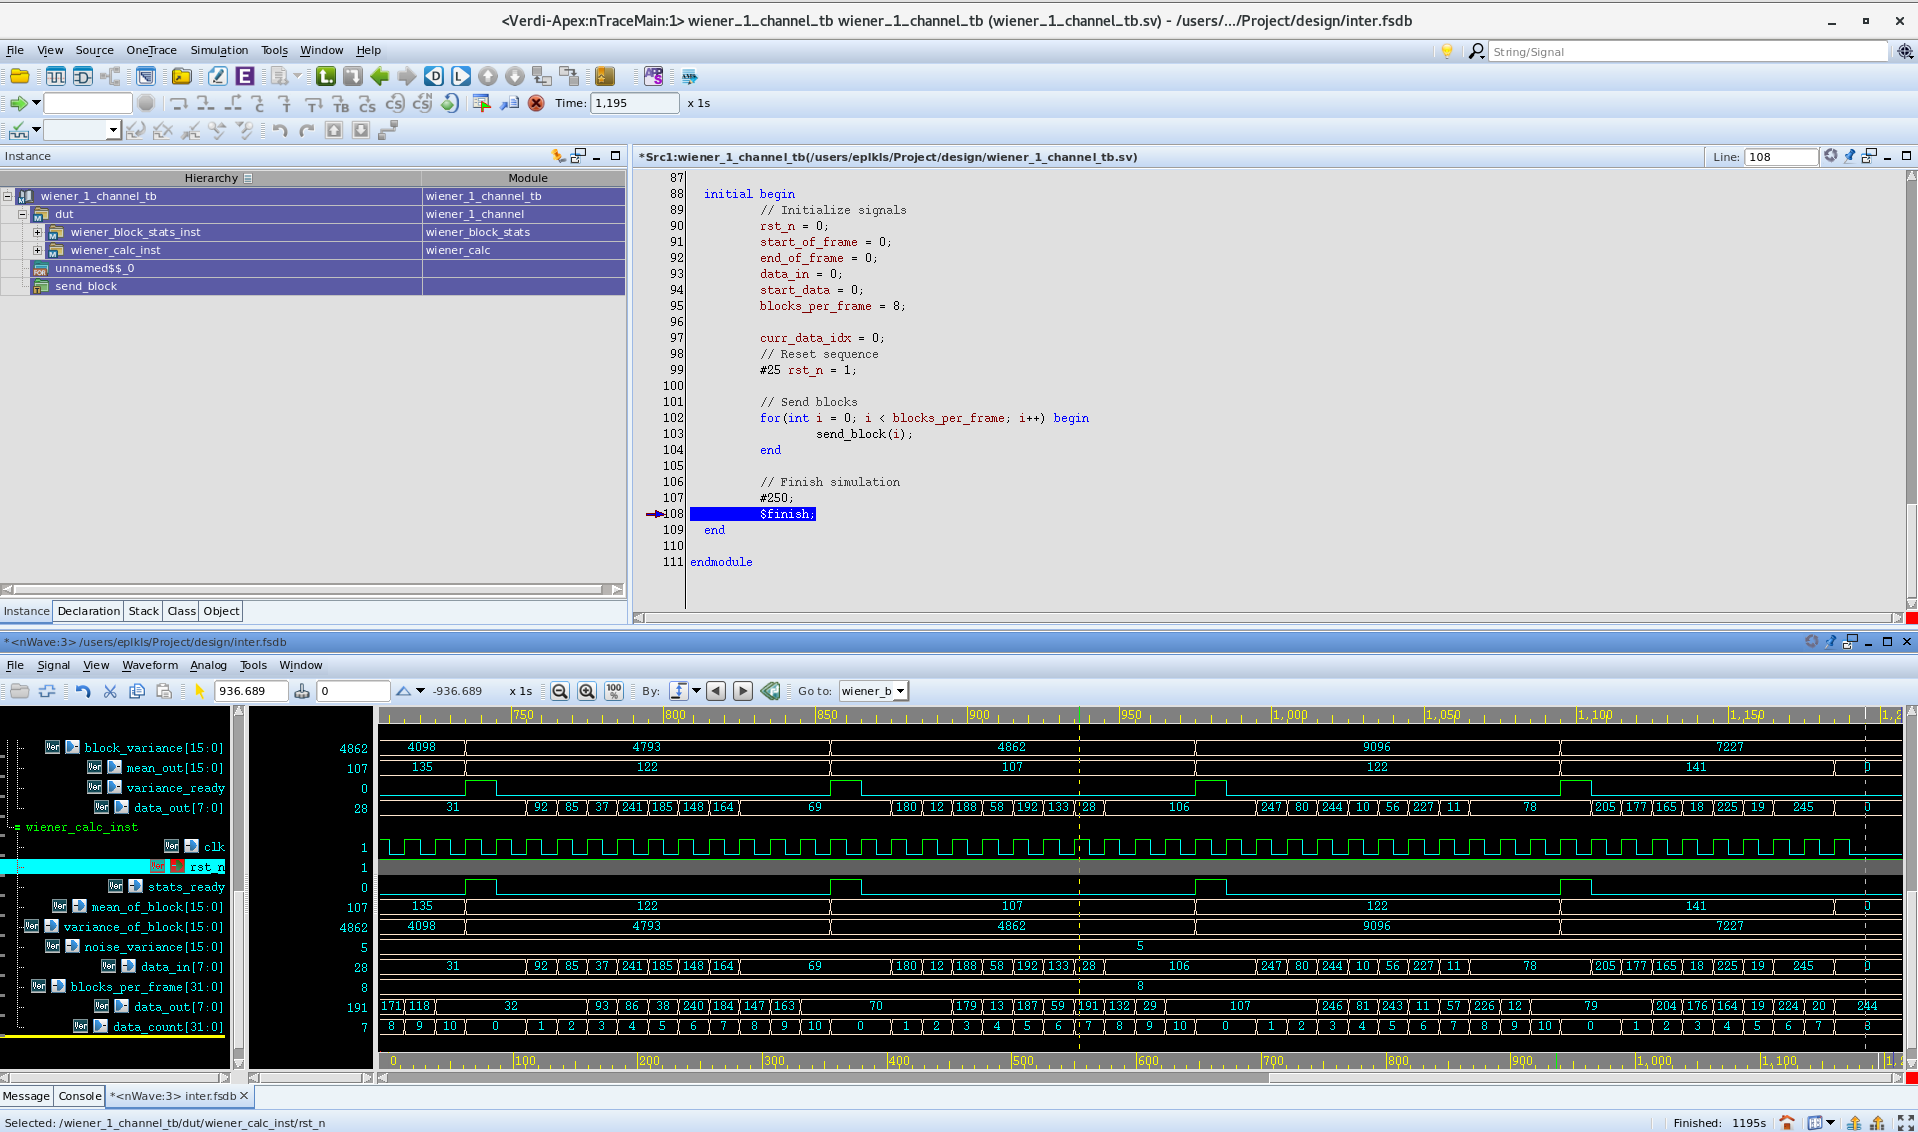 <Verdi-Apex:nTraceMain:1> wiener_1_channel_tb wiener_1_channel_tb (wiener_1_channel_tb.sv) - /users/.../Project/design/inter.fsdb
File View Source OneTrace Simulation Tools Window Help
String/Signal
Time: 1,195 x 1s
Instance
*Src1:wiener_1_channel_tb(/users/eplkls/Project/design/wiener_1_channel_tb.sv)
Line: 108
Hierarchy Module
wiener_1_channel_tb wiener_1_channel_tb
dut wiener_1_channel
wiener_block_stats_inst wiener_block_stats
wiener_calc_inst wiener_calc
unnamed$$_0
send_block
87
88 initial begin
89 // Initialize signals
90 rst_n = 0;
91 start_of_frame = 0;
92 end_of_frame = 0;
93 data_in = 0;
94 start_data = 0;
95 blocks_per_frame = 8;
96
97 curr_data_idx = 0;
98 // Reset sequence
99 #25 rst_n = 1;
100
101 // Send blocks
102 for(int i = 0; i < blocks_per_frame; i++) begin
103 send_block(i);
104 end
105
106 // Finish simulation
107 #250;
108 $finish;
109 end
110
111 endmodule
Instance Declaration Stack Class Object
*<nWave:3> /users/eplkls/Project/design/inter.fsdb
File Signal View Waveform Analog Tools Window
936.689 0 -936.689 x 1s 100% By: Go to: wiener_b
750 800 850 900 950 1,000 1,050 1,100 1,150 1,2
block_variance[15:0] 4862 4098 4793 4862 9096 7227
mean_out[15:0] 107 135 122 107 122 141 0
variance_ready 0
data_out[7:0] 28 31 92 85 37 241 185 148 164 69 180 12 188 58 192 133 28 106 247 80 244 10 56 227 11 78 205 177 165 18 225 19 245 0
wiener_calc_inst
clk 1
rst_n 1
stats_ready 0
mean_of_block[15:0] 107 135 122 107 122 141 0
variance_of_block[15:0] 4862 4098 4793 4862 9096 7227
noise_variance[15:0] 5 5
data_in[7:0] 28 31 92 85 37 241 185 148 164 69 180 12 188 58 192 133 28 106 247 80 244 10 56 227 11 78 205 177 165 18 225 19 245 0
blocks_per_frame[31:0] 8 8
data_out[7:0] 191 171 118 32 93 86 38 240 184 147 163 70 179 13 187 59 191 132 29 107 246 81 243 11 57 226 12 79 204 176 164 19 224 20 244
data_count[31:0] 7 8 9 10 0 1 2 3 4 5 6 7 8 9 10 0 1 2 3 4 5 6 7 8 9 10 0 1 2 3 4 5 6 7 8 9 10 0 1 2 3 4 5 6 7 8
0 100 200 300 400 500 600 700 800 900 1,000 1,100 1,2
Message Console *<nWave:3> inter.fsdb
Selected: /wiener_1_channel_tb/dut/wiener_calc_inst/rst_n
Finished: 1195s